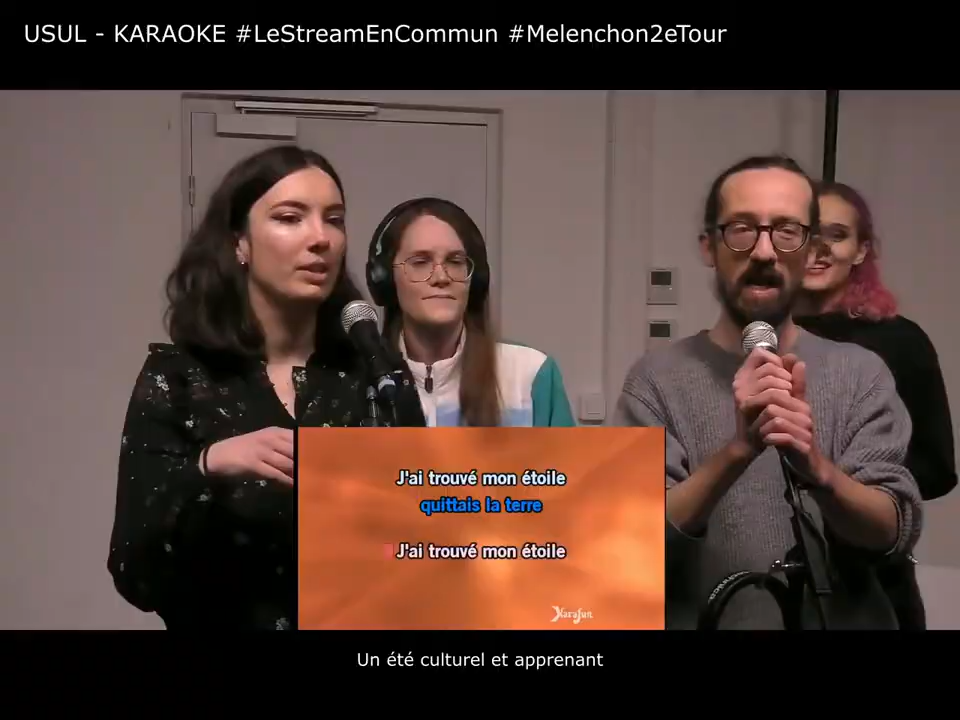 USUL - KARAOKE #LeStreamEnCommun #Melenchon2eTour
J'ai trouvé mon étoile
quittais la terre
J'ai trouvé mon étoile
Karafun
Un été culturel et apprenant